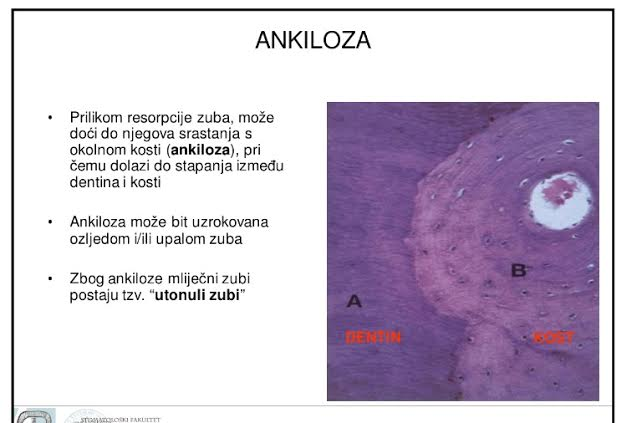 ANKILOZA
• Prilikom resorpcije zuba, može
doći do njegova srastanja s
okolnom kosti (ankiloza), pri
čemu dolazi do stapanja između
dentina i kosti
• Ankiloza može bit uzrokovana
ozljedom i/ili upalom zuba
• Zbog ankiloze mliječni zubi
postaju tzv. “utonuli zubi”
A
B
DENTIN
KOST
STOMATOLOŠKI FAKULTET